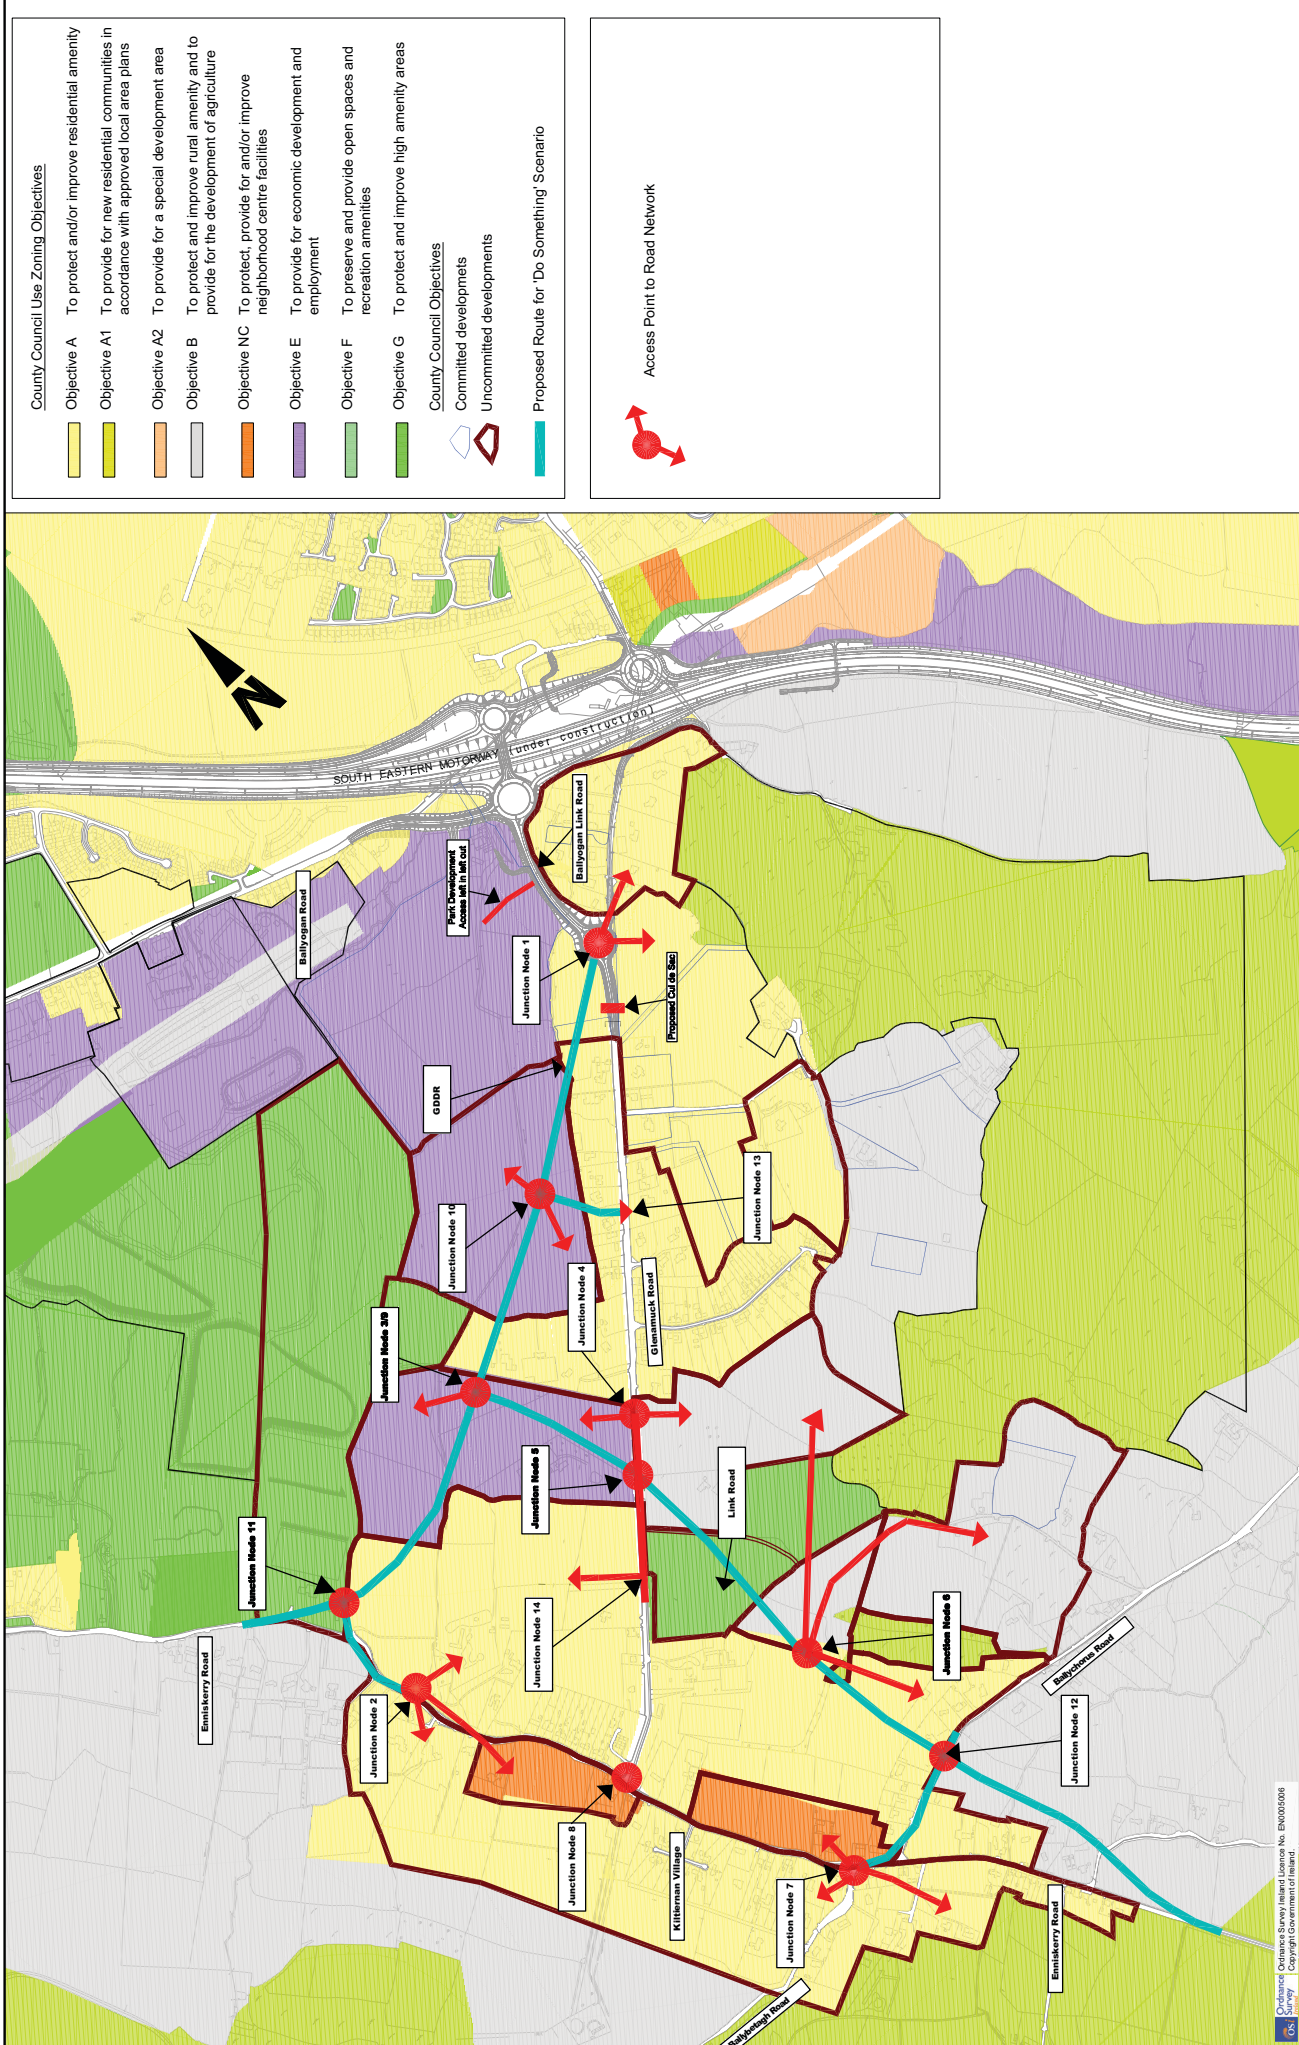 County Council Use Zoning Objectives
Objective A To protect and/or improve residential amenity
Objective A1 To provide for new residential communities in
accordance with approved local area plans
Objective A2 To provide for a special development area
Objective B To protect and improve rural amenity and to
provide for the development of agriculture
Objective NC To protect, provide for and/or improve
neighborhood centre facilities
Objective E To provide for economic development and
employment
Objective F To preserve and provide open spaces and
recreation amenities
Objective G To protect and improve high amenity areas
County Council Objectives
Committed developmets
Uncommitted developments
Proposed Route for 'Do Something' Scenario
Access Point to Road Network
N
SOUTH EASTERN MOTORWAY (under construction)
Ballyogan Road
Park Development
Access left in left out
Ballyogan Link Road
Junction Node 1
Proposed Cul de Sac
GDDR
Junction Node 10
Junction Node 13
Junction Node 4
Glenamuck Road
Junction Node 3/9
Junction Node 5
Link Road
Junction Node 11
Junction Node 14
Junction Node 6
Enniskerry Road
Junction Node 2
Ballychorus Road
Junction Node 12
Junction Node 8
Kiltiernan Village
Junction Node 7
Enniskerry Road
Ballybetagh Road
osi
Ordnance
Survey
Ireland
Ordnance Survey Ireland Licence No. EN0005006
Copyright Government of Ireland.